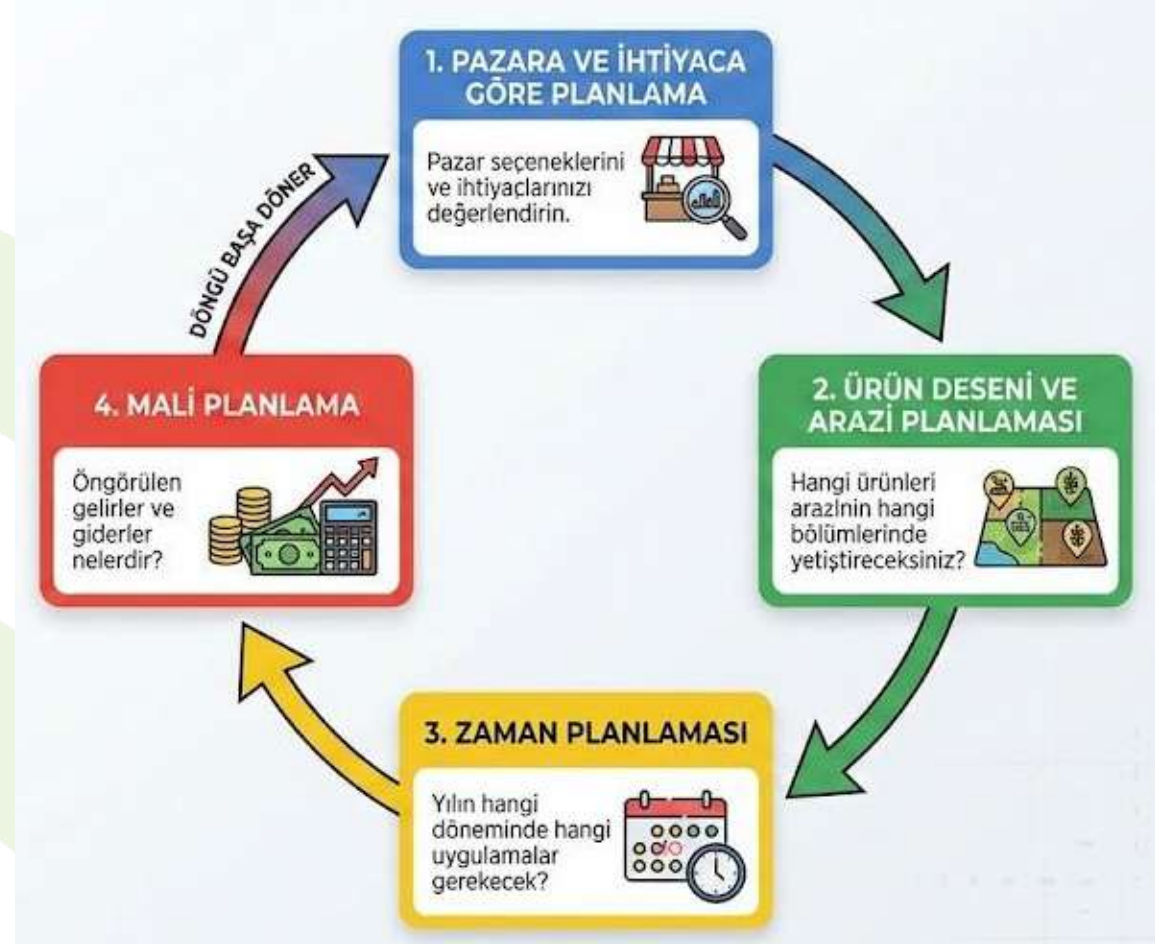 1. PAZARA VE İHTİYACA
GÖRE PLANLAMA
Pazar seçeneklerini
ve ihtiyaçlarınızı
değerlendirin.
2. ÜRÜN DESENİ VE
ARAZİ PLANLAMASI
Hangi ürünleri
arazinin hangi
bölümlerinde
yetiştireceksiniz?
3. ZAMAN PLANLAMASI
Yılın hangi
döneminde hangi
uygulamalar
gerekecek?
4. MALİ PLANLAMA
Öngörülen
gelirler ve
giderler
nelerdir?
DÖNGÜ BAŞA DÖNER